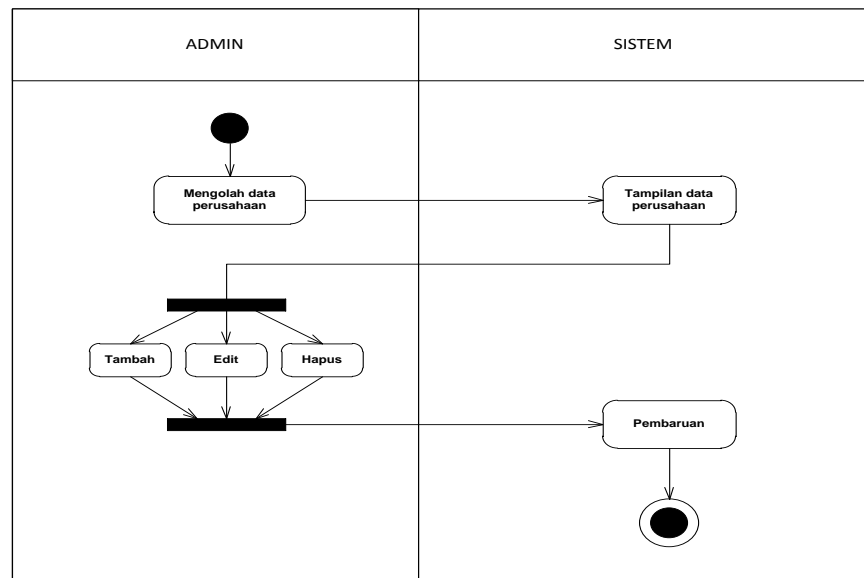 ADMIN
SISTEM
Mengolah data
perusahaan
Tampilan data
perusahaan
Tambah
Edit
Hapus
Pembaruan